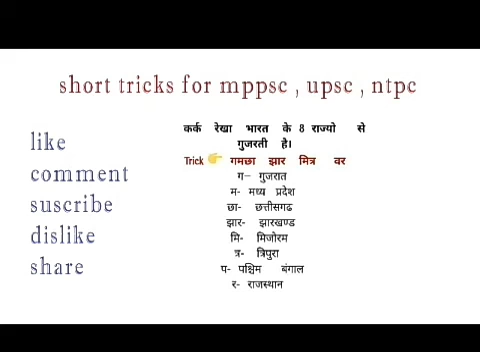 short tricks for mppsc , upsc , ntpc
like
comment
suscribe
dislike
share
कर्क रेखा भारत के 8 राज्यो से
गुजरती है।
Trick 👉 गमछा झार मित्र वर
ग– गुजरात
म- मध्य प्रदेश
छा- छत्तीसगढ
झार- झारखण्ड
मि- मिजोरम
त्र- त्रिपुरा
प- पश्चिम बंगाल
र- राजस्थान